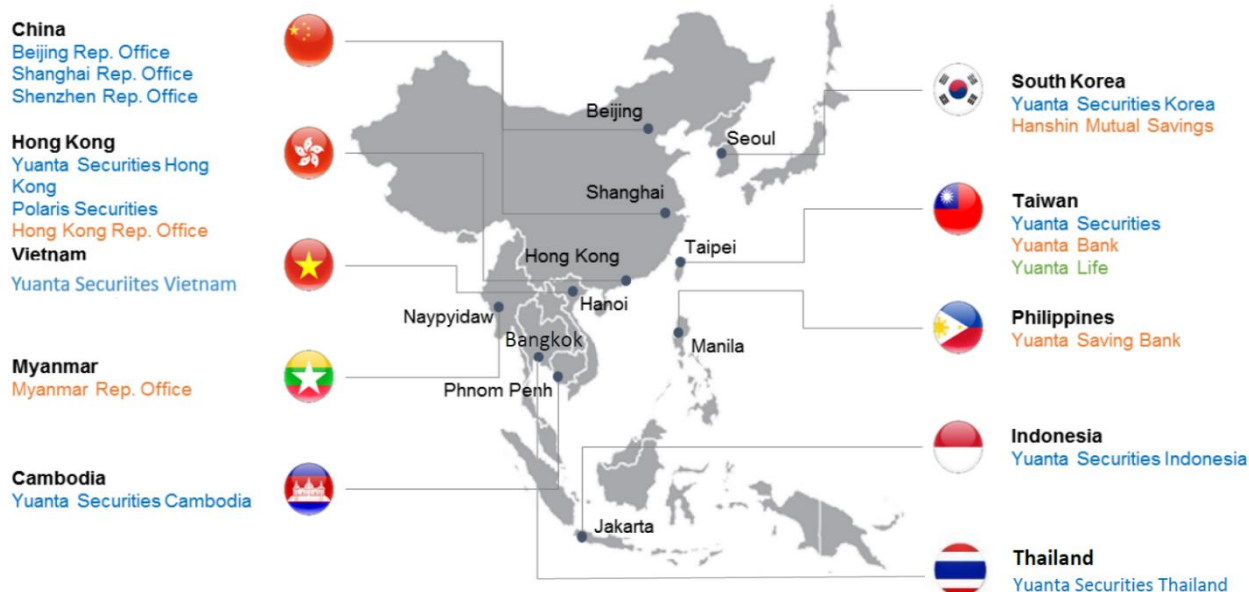 China
Beijing Rep. Office
Shanghai Rep. Office
Shenzhen Rep. Office
Hong Kong
Yuanta Securities Hong
Kong
Polaris Securities
Hong Kong Rep. Office
Vietnam
Yuanta Securiites Vietnam
Myanmar
Myanmar Rep. Office
Cambodia
Yuanta Securities Cambodia
Beijing
Seoul
Shanghai
Taipei
Hong Kong
Hanoi
Naypyidaw
Bangkok
Manila
Phnom Penh
Jakarta
South Korea
Yuanta Securities Korea
Hanshin Mutual Savings
Taiwan
Yuanta Securities
Yuanta Bank
Yuanta Life
Philippines
Yuanta Saving Bank
Indonesia
Yuanta Securities Indonesia
Thailand
Yuanta Securities Thailand